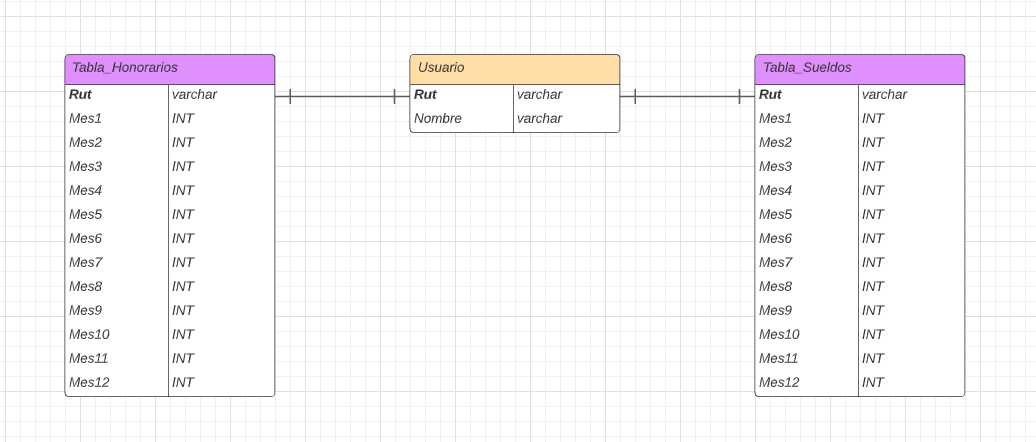 Tabla_Honorarios
Rut varchar
Mes1 INT
Mes2 INT
Mes3 INT
Mes4 INT
Mes5 INT
Mes6 INT
Mes7 INT
Mes8 INT
Mes9 INT
Mes10 INT
Mes11 INT
Mes12 INT
Usuario
Rut varchar
Nombre varchar
Tabla_Sueldos
Rut varchar
Mes1 INT
Mes2 INT
Mes3 INT
Mes4 INT
Mes5 INT
Mes6 INT
Mes7 INT
Mes8 INT
Mes9 INT
Mes10 INT
Mes11 INT
Mes12 INT